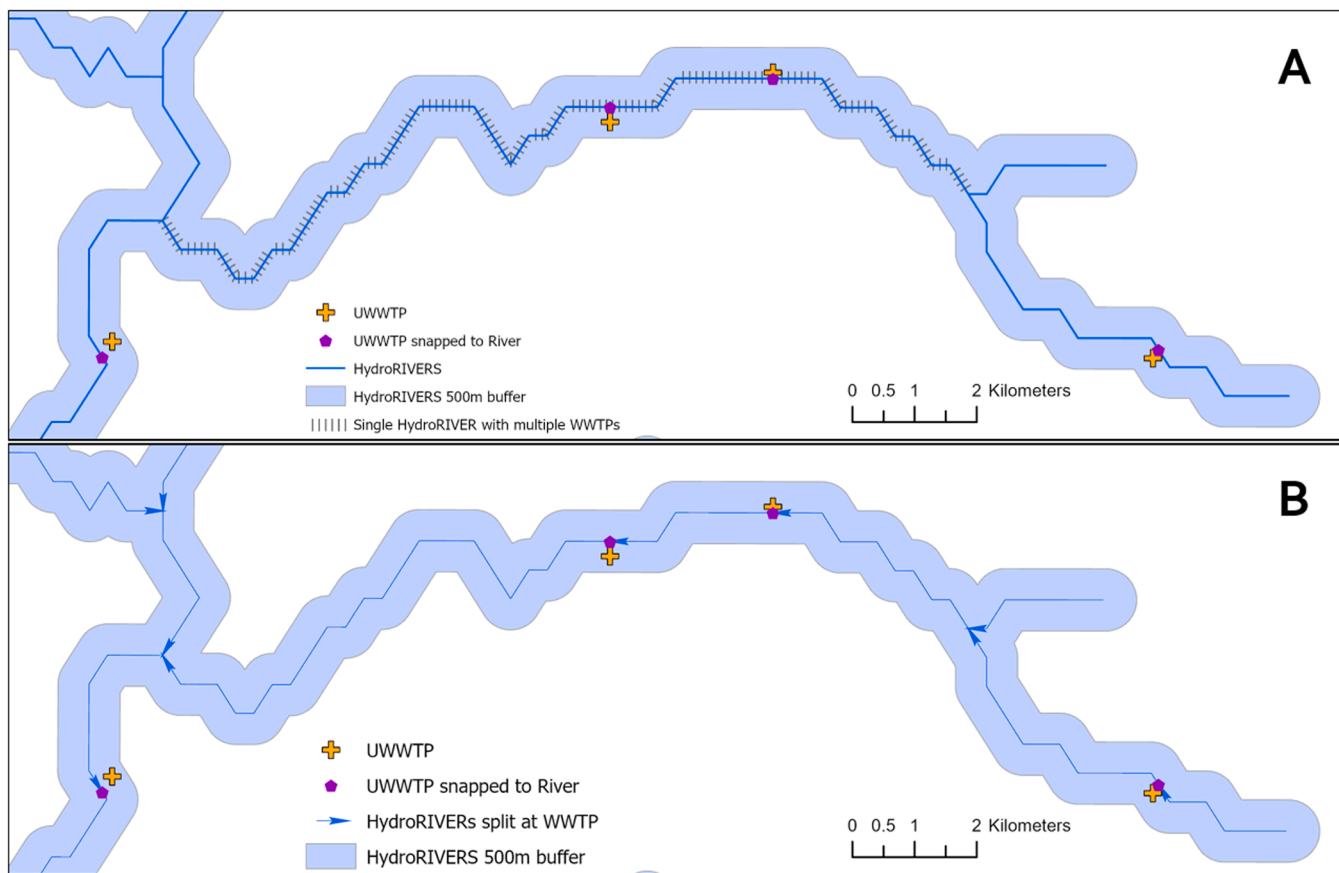 A
UWWTP
UWWTP snapped to River
HydroRIVERS
HydroRIVERS 500m buffer
Single HydroRIVER with multiple WWTPs
0 0.5 1 2 Kilometers
B
UWWTP
UWWTP snapped to River
HydroRIVERs split at WWTP
HydroRIVERS 500m buffer
0 0.5 1 2 Kilometers